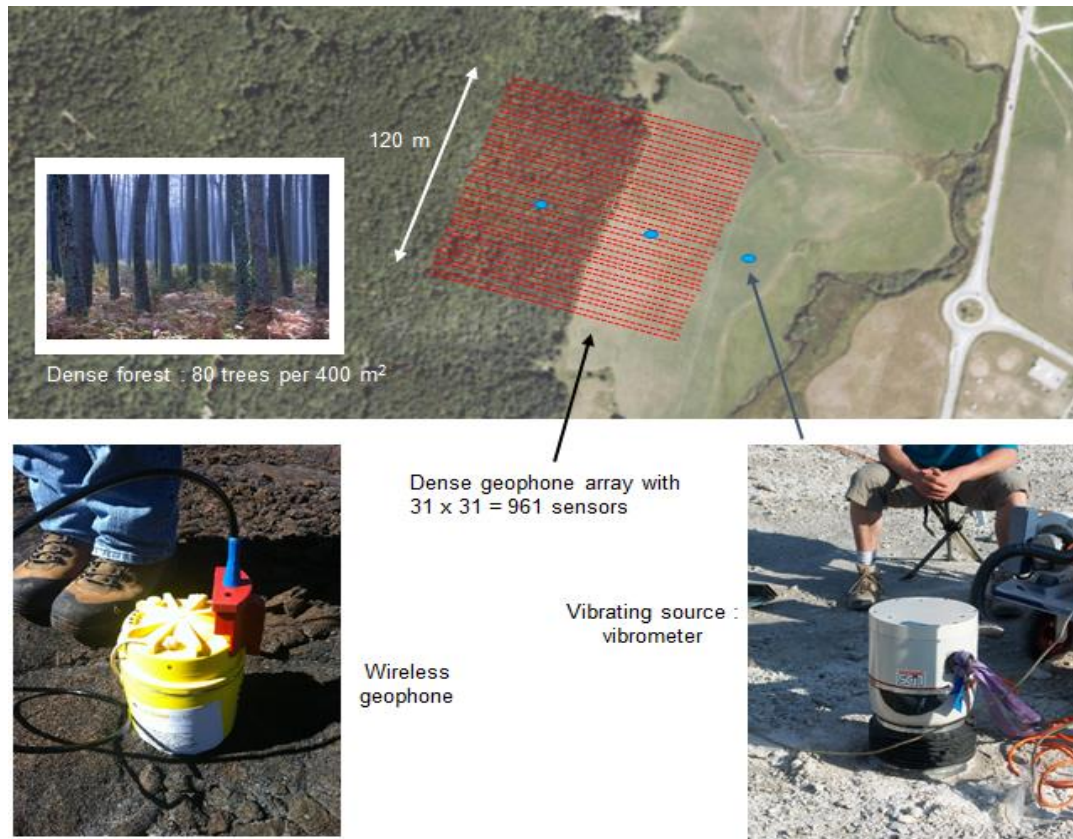 120 m
Dense forest : 80 trees per 400 m²
Dense geophone array with
31 x 31 = 961 sensors
Vibrating source :
vibrometer
Wireless
geophone